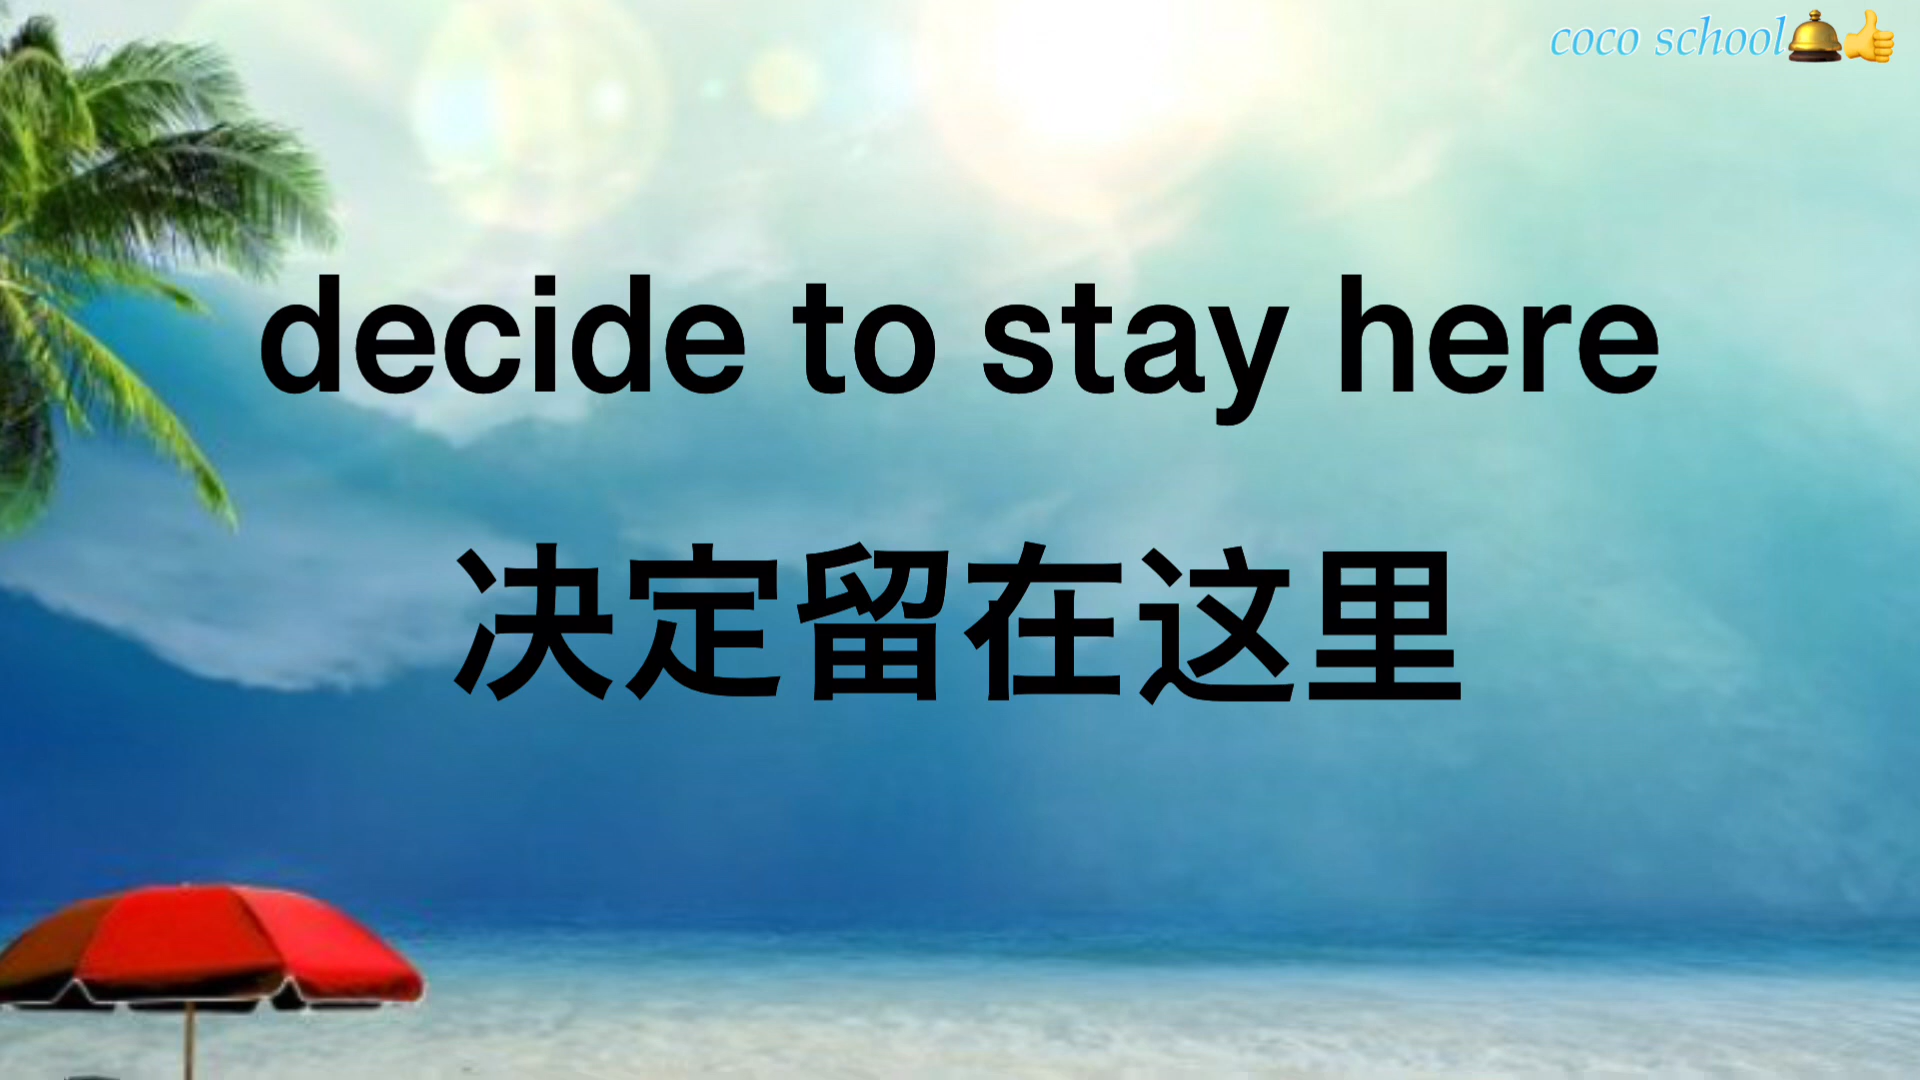 coco school🛎👍
decide to stay here
决定留在这里